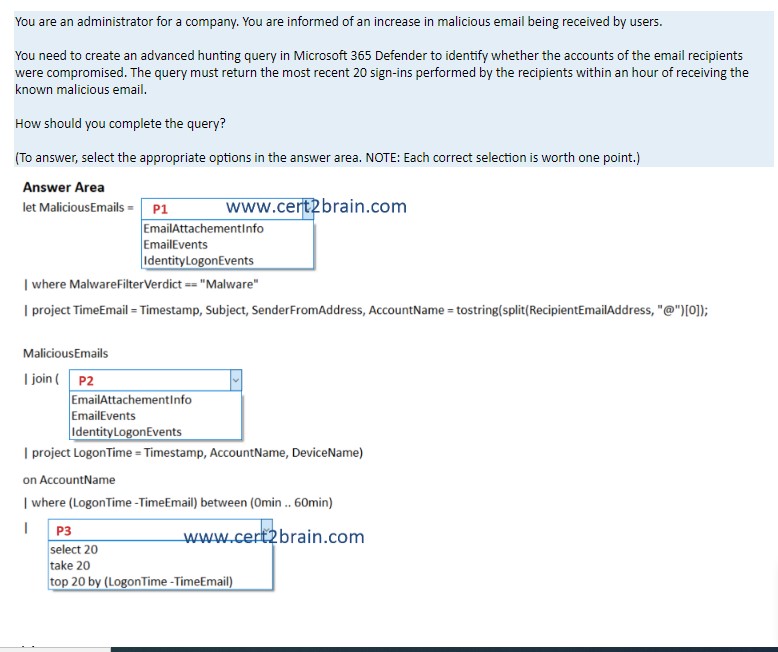 You are an administrator for a company. You are informed of an increase in malicious email being received by users.
You need to create an advanced hunting query in Microsoft 365 Defender to identify whether the accounts of the email recipients
were compromised. The query must return the most recent 20 sign-ins performed by the recipients within an hour of receiving the
known malicious email.
How should you complete the query?
(To answer, select the appropriate options in the answer area. NOTE: Each correct selection is worth one point.)
Answer Area
let MaliciousEmails = P1 www.cert2brain.com
EmailAttachementInfo
EmailEvents
IdentityLogonEvents
| where MalwareFilterVerdict == "Malware"
| project TimeEmail = Timestamp, Subject, SenderFromAddress, AccountName = tostring(split(RecipientEmailAddress, "@")[0]);
MaliciousEmails
| join ( P2
EmailAttachementInfo
EmailEvents
IdentityLogonEvents
| project LogonTime = Timestamp, AccountName, DeviceName)
on AccountName
| where (LogonTime -TimeEmail) between (0min .. 60min)
| P3 www.cert2brain.com
select 20
take 20
top 20 by (LogonTime -TimeEmail)